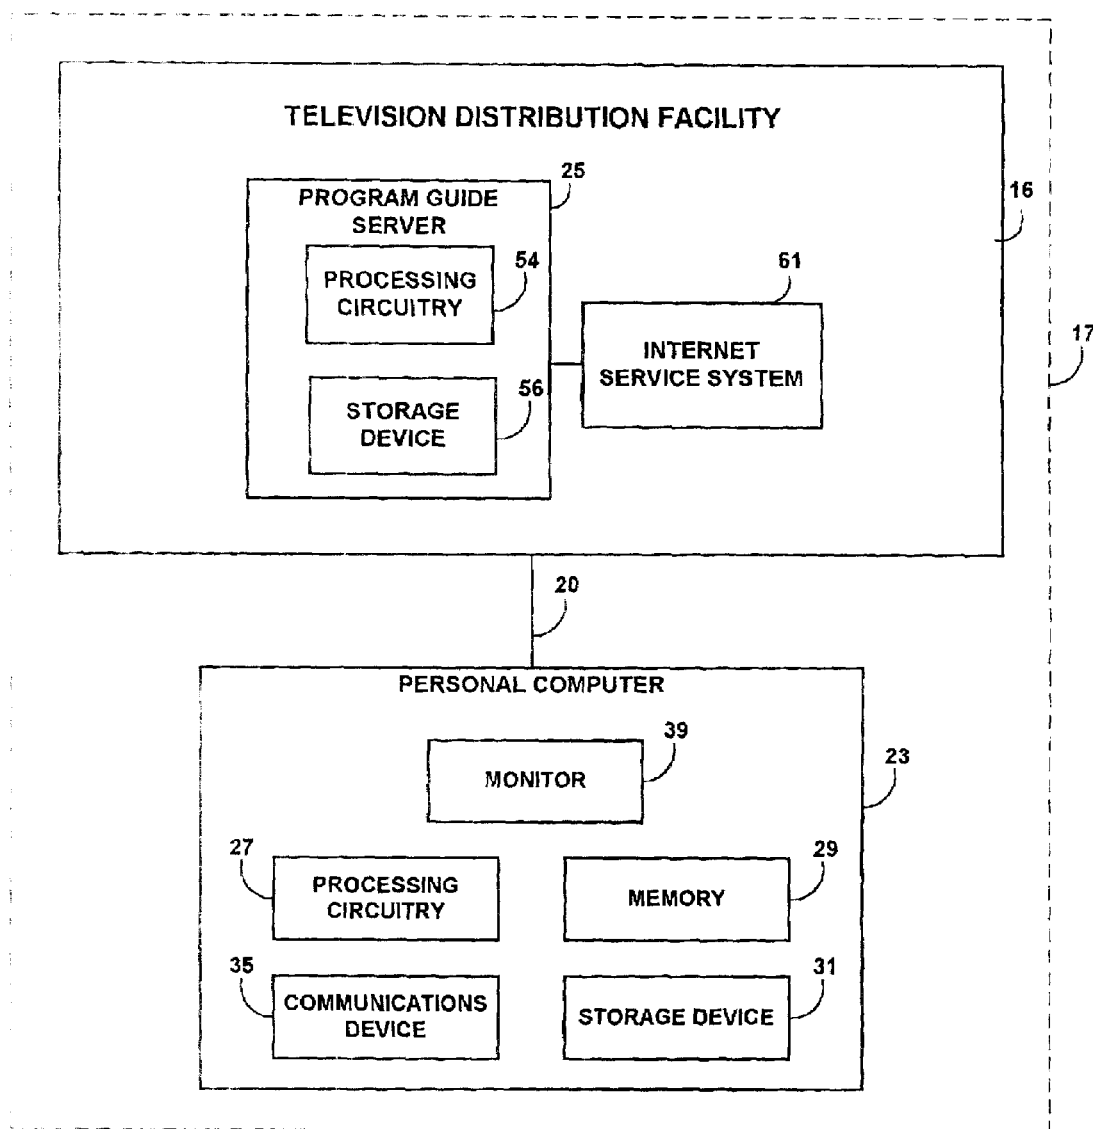 TELEVISION DISTRIBUTION FACILITY
25
PROGRAM GUIDE
SERVER
16
54
PROCESSING
CIRCUITRY
61
17
INTERNET
SERVICE SYSTEM
56
STORAGE
DEVICE
20
PERSONAL COMPUTER
39
23
MONITOR
27
PROCESSING
CIRCUITRY
29
MEMORY
35
COMMUNICATIONS
DEVICE
31
STORAGE DEVICE